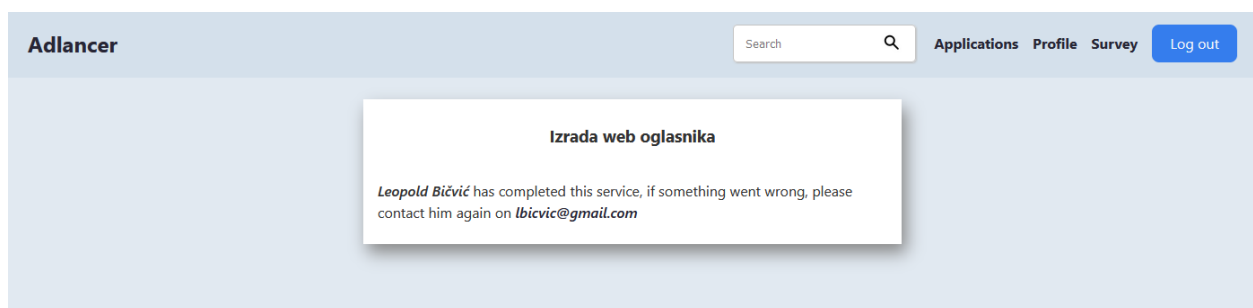 Adlancer
Search
Applications Profile Survey Log out
Izrada web oglasnika
Leopold Bičvić has completed this service, if something went wrong, please
contact him again on lbicvic@gmail.com